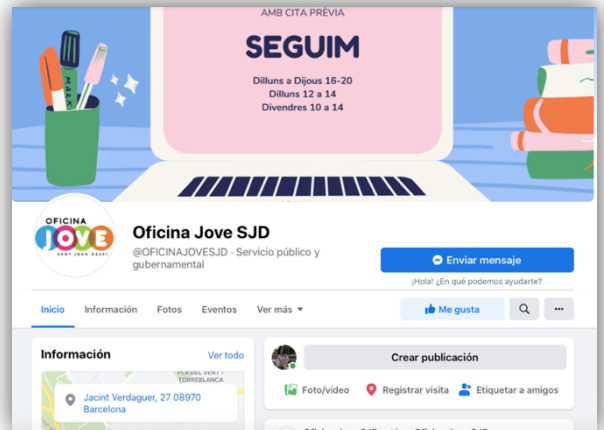 AMB CITA PRÈVIA
SEGUIM
Dilluns a Dijous 16-20
Dilluns 12 a 14
Divendres 10 a 14
MARK
OFICINA
JOVE
SANT JOAN DESPÍ
Oficina Jove SJD
@OFICINAJOVESJD · Servicio público y
gubernamental
Enviar mensaje
¡Hola! ¿En qué podemos ayudarte?
Inicio Información Fotos Eventos Ver más
Me gusta
Información
Ver todo
PLA DEL VENT -
TORREBLANCA
Jacint Verdaguer, 27 08970
Barcelona
Crear publicación
Foto/vídeo Registrar visita Etiquetar a amigos